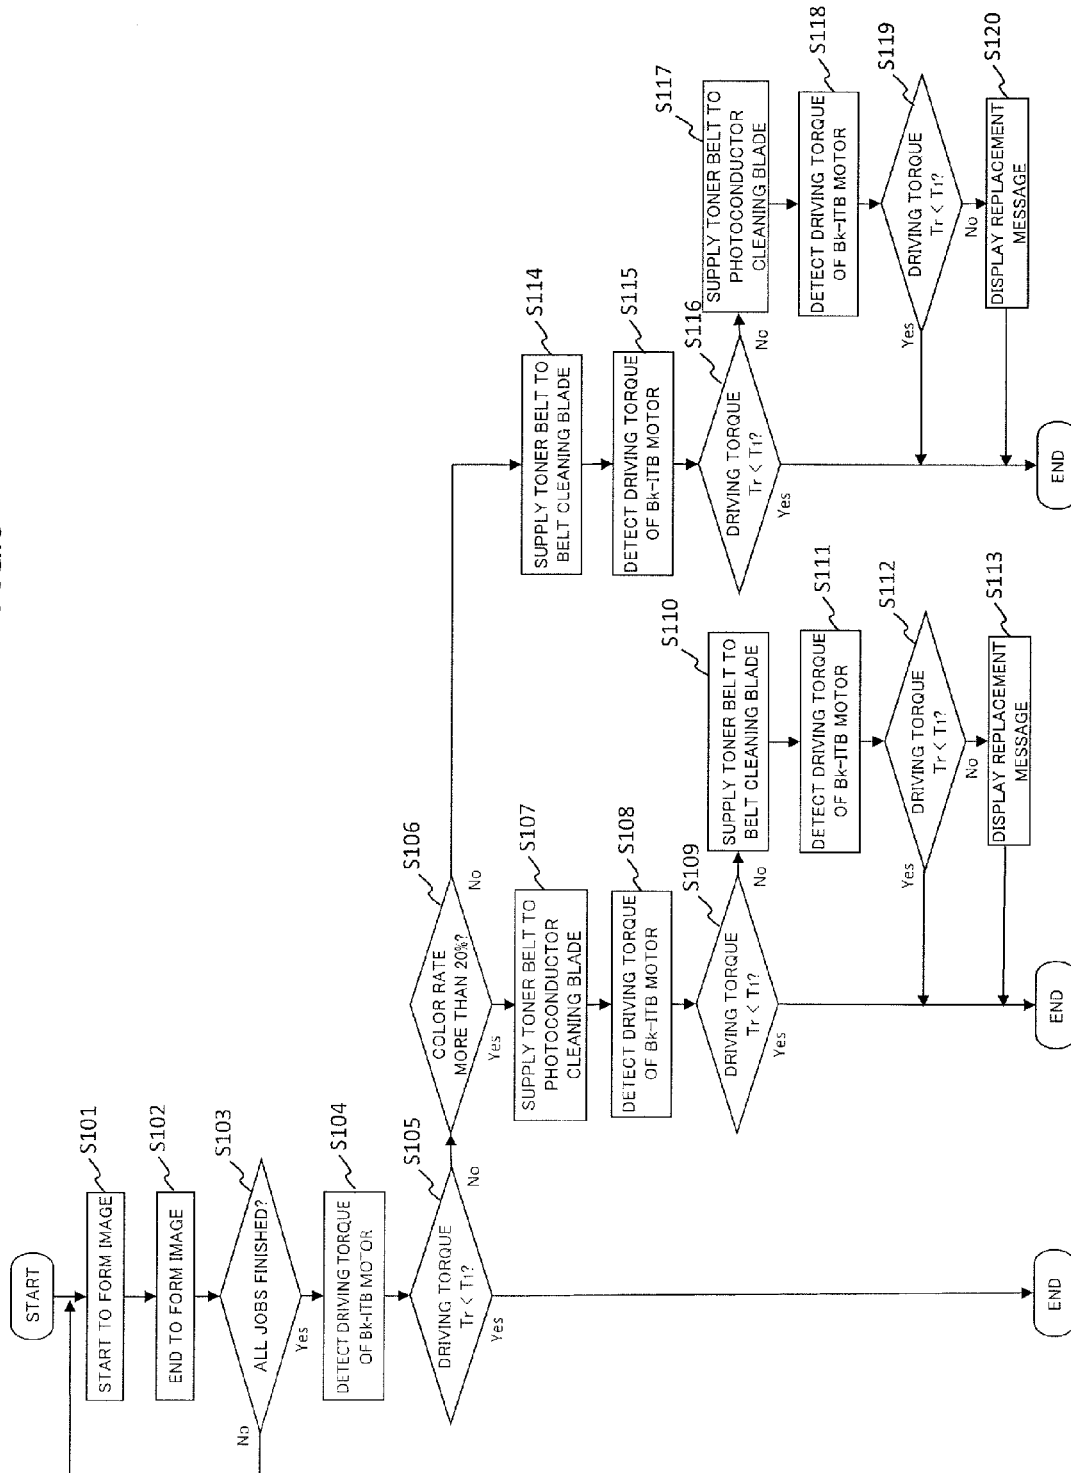 START
START TO FORM IMAGE
S101
END TO FORM IMAGE
S102
ALL JOBS FINISHED?
S103
No
Yes
DETECT DRIVING TORQUE
OF Bk-ITB MOTOR
S104
DRIVING TORQUE
Tr < T1?
S105
No
Yes
END
COLOR RATE
MORE THAN 20%?
S106
No
Yes
SUPPLY TONER BELT TO
PHOTOCONDUCTOR
CLEANING BLADE
S107
DETECT DRIVING TORQUE
OF Bk-ITB MOTOR
S108
DRIVING TORQUE
Tr < T1?
S109
No
Yes
SUPPLY TONER BELT TO
BELT CLEANING BLADE
S110
DETECT DRIVING TORQUE
OF Bk-ITB MOTOR
S111
DRIVING TORQUE
Tr < T1?
S112
Yes
No
DISPLAY REPLACEMENT
MESSAGE
S113
END
SUPPLY TONER BELT TO
BELT CLEANING BLADE
S114
DETECT DRIVING TORQUE
OF Bk-ITB MOTOR
S115
DRIVING TORQUE
Tr < T1?
S116
No
Yes
SUPPLY TONER BELT TO
PHOTOCONDUCTOR
CLEANING BLADE
S117
DETECT DRIVING TORQUE
OF Bk-ITB MOTOR
S118
DRIVING TORQUE
Tr < T1?
S119
Yes
No
DISPLAY REPLACEMENT
MESSAGE
S120
END